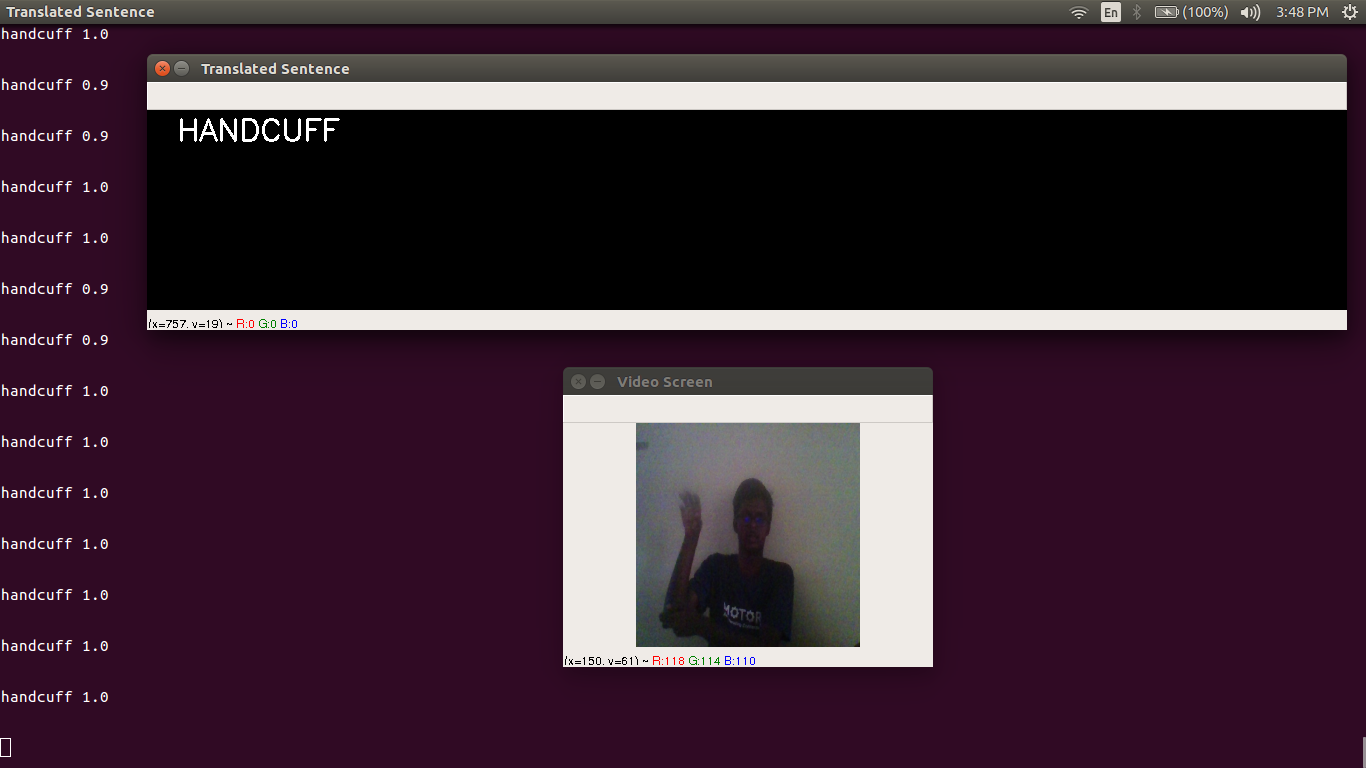 Translated Sentence
En
(100%)
3:48 PM
handcuff 1.0
handcuff 0.9
handcuff 0.9
handcuff 1.0
handcuff 1.0
handcuff 0.9
handcuff 0.9
handcuff 1.0
handcuff 1.0
handcuff 1.0
handcuff 1.0
handcuff 1.0
handcuff 1.0
handcuff 1.0
Translated Sentence
HANDCUFF
(x=757, y=19) ~ R:0 G:0 B:0
Video Screen
MOTOR
(x=150, y=61) ~ R:118 G:114 B:110